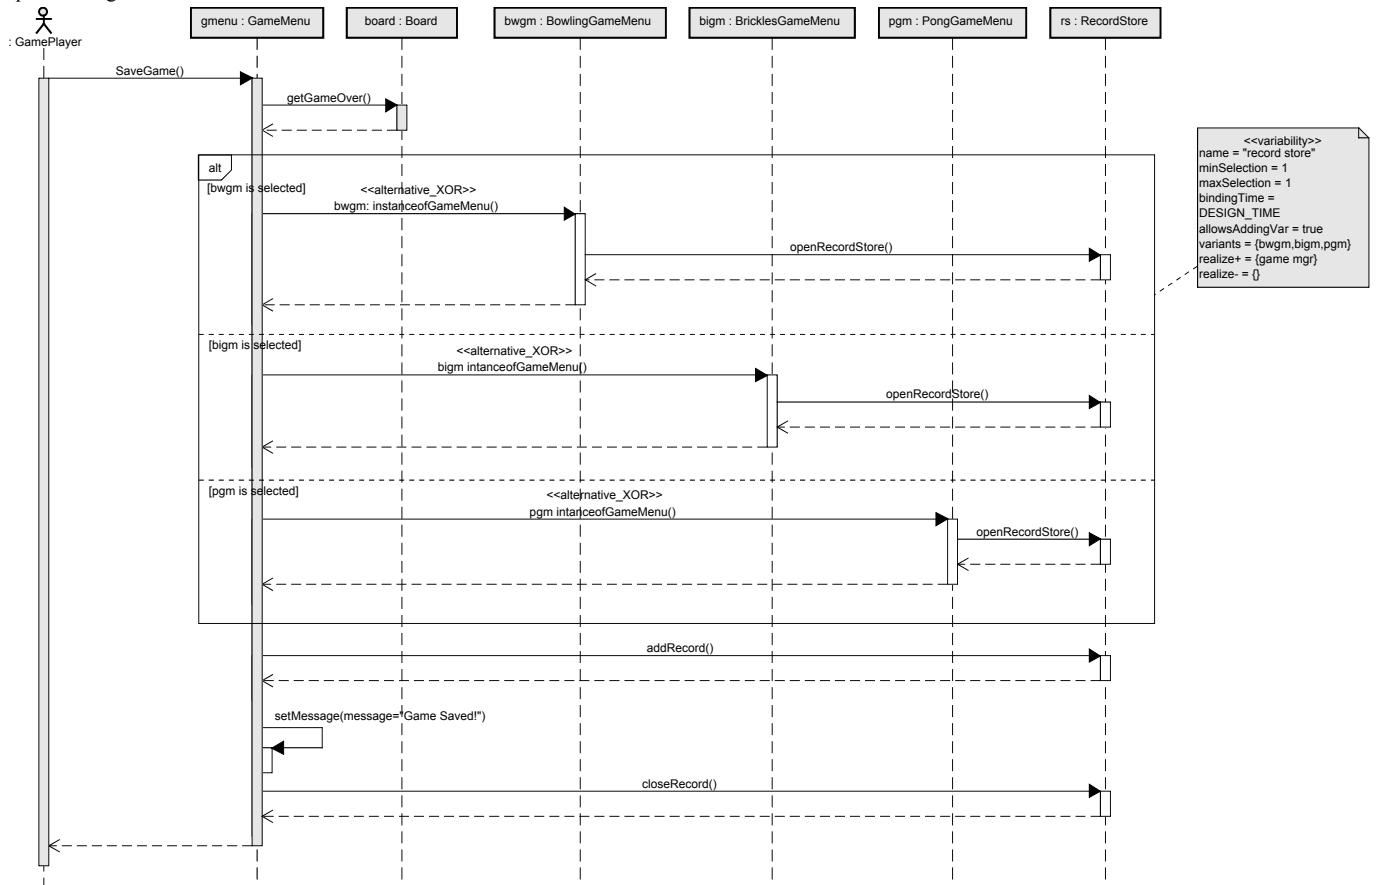 : GamePlayer
gmenu : GameMenu
board : Board
bwgm : BowlingGameMenu
bigm : BricklesGameMenu
pgm : PongGameMenu
rs : RecordStore
SaveGame()
getGameOver()
alt
[bwgm is selected]
<<alternative_XOR>>
bwgm: instanceofGameMenu()
openRecordStore()
<<variability>>
name = "record store"
minSelection = 1
maxSelection = 1
bindingTime =
DESIGN_TIME
allowsAddingVar = true
variants = {bwgm,bigm,pgm}
realize+ = {game mgr}
realize- = {}
[bigm is selected]
<<alternative_XOR>>
bigm intanceofGameMenu()
openRecordStore()
[pgm is selected]
<<alternative_XOR>>
pgm intanceofGameMenu()
openRecordStore()
addRecord()
setMessage(message="Game Saved!")
closeRecord()